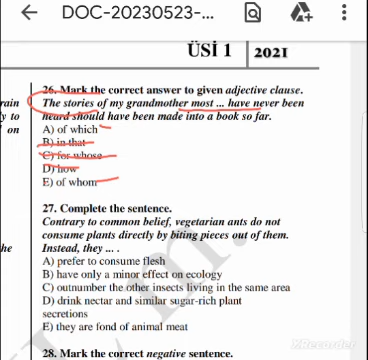 DOC-20230523-...
ÜSİ 1 2021
26. Mark the correct answer to given adjective clause.
rain The stories of my grandmother most ... have never been
y to heard should have been made into a book so far.
on A) of which
B) in that
C) for whose
D) how
E) of whom
27. Complete the sentence.
Contrary to common belief, vegetarian ants do not
consume plants directly by biting pieces out of them.
he Instead, they ... .
A) prefer to consume flesh
B) have only a minor effect on ecology
C) outnumber the other insects living in the same area
D) drink nectar and similar sugar-rich plant
secretions
E) they are fond of animal meat
XRecorder
28. Mark the correct negative sentence.